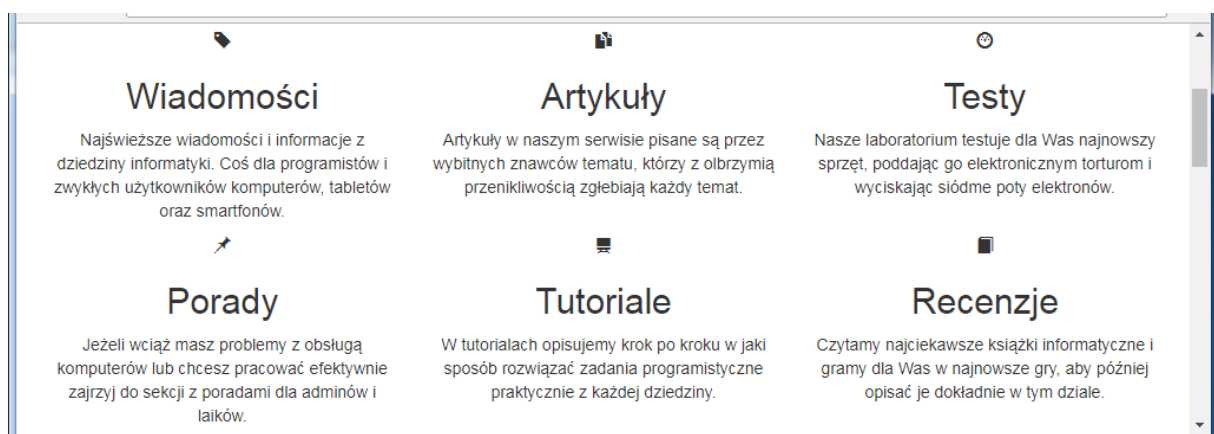 Wiadomości
Najświeższe wiadomości i informacje z
dziedziny informatyki. Coś dla programistów i
zwykłych użytkowników komputerów, tabletów
oraz smartfonów.
Artykuły
Artykuły w naszym serwisie pisane są przez
wybitnych znawców tematu, którzy z olbrzymią
przenikliwością zgłebiają każdy temat.
Testy
Nasze laboratorium testuje dla Was najnowszy
sprzęt, poddając go elektronicznym torturom i
wyciskając siódme poty elektronów.
Porady
Jeżeli wciąż masz problemy z obsługą
komputerów lub chcesz pracować efektywnie
zajrzyj do sekcji z poradami dla adminów i
laików.
Tutoriale
W tutorialach opisujemy krok po kroku w jaki
sposób rozwiązać zadania programistyczne
praktycznie z każdej dziedziny.
Recenzje
Czytamy najciekawsze książki informatyczne i
gramy dla Was w najnowsze gry, aby później
opisać je dokładnie w tym dziale.